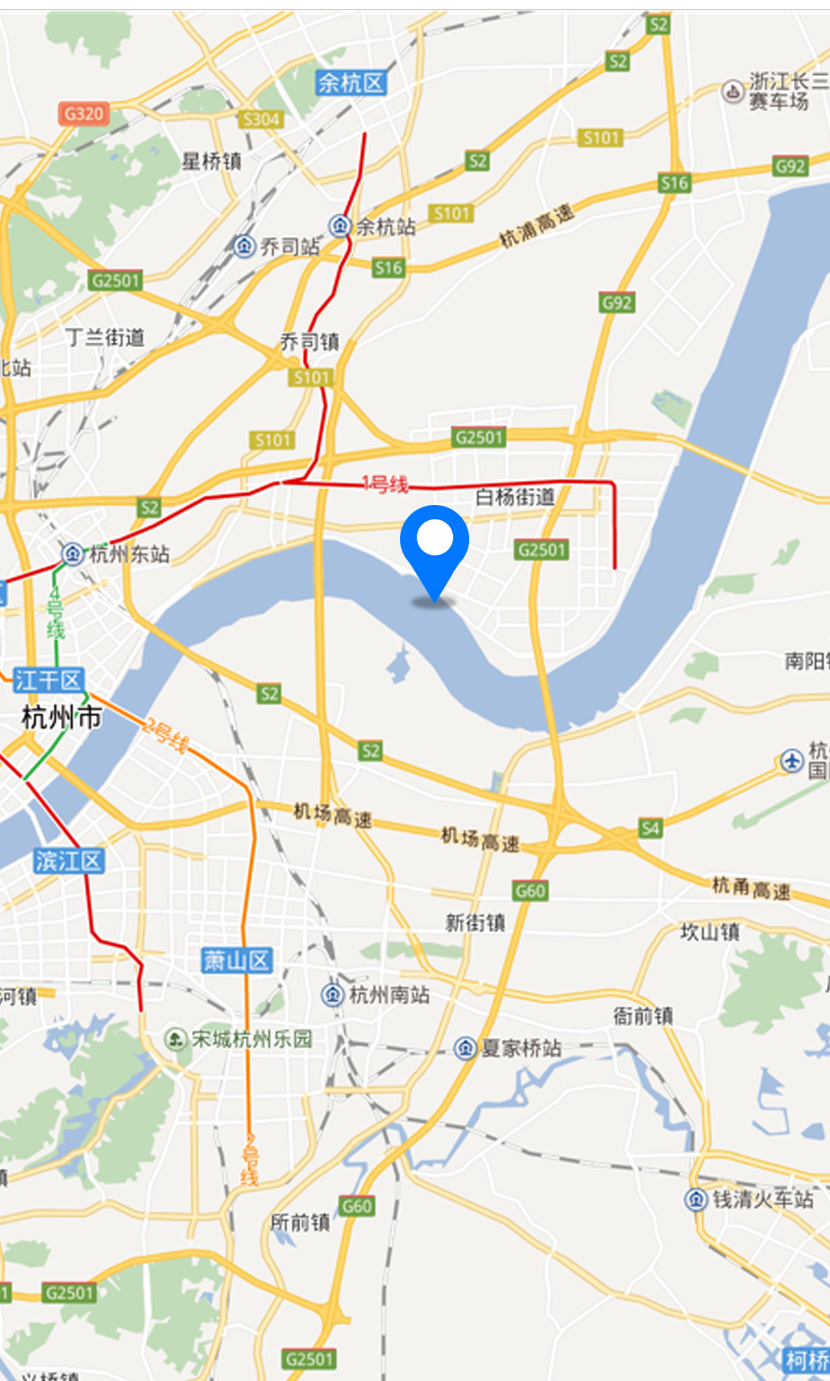 S2
S2
余杭区
浙江长三
赛车场
G320
S304
S101
星桥镇
S2
G92
S16
S101
余杭站
杭浦高速
乔司站
S16
G2501
G92
丁兰街道
乔司镇
北站
S101
S101
G2501
1号线
白杨街道
S2
杭州东站
G2501
区
4号线
江干区
南阳镇
S2
杭州市
2号线
S2
杭
国
机场高速
S4
机场高速
滨江区
G60
杭甬高速
新街镇
坎山镇
萧山区
河镇
杭州南站
衙前镇
宋城杭州乐园
夏家桥站
2号线
镇
钱清火车站
G60
所前镇
1
G2501
G2501
柯桥
义桥镇